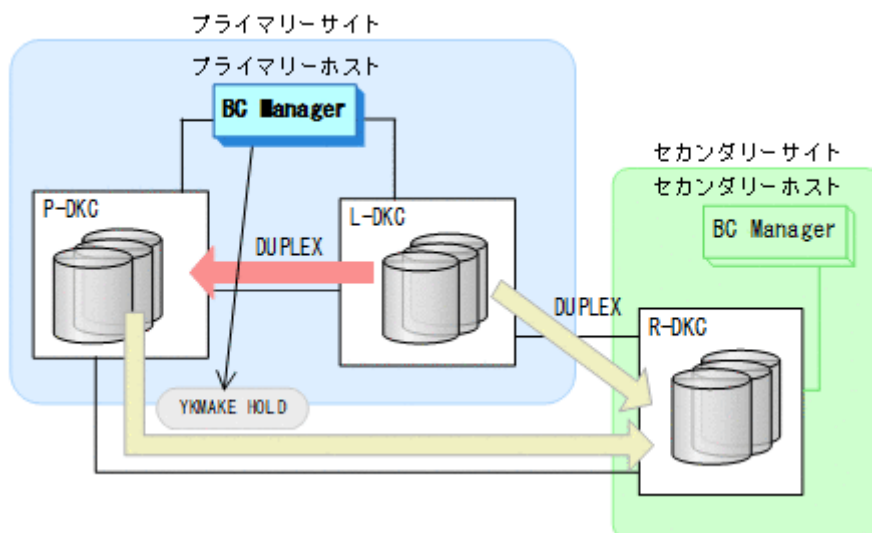 プライマリーサイト
プライマリーホスト
BC Manager
セカンダリーサイト
セカンダリーホスト
BC Manager
P-DKC
L-DKC
DUPLEX
DUPLEX
R-DKC
YKMAKE HOLD
DUPLEX